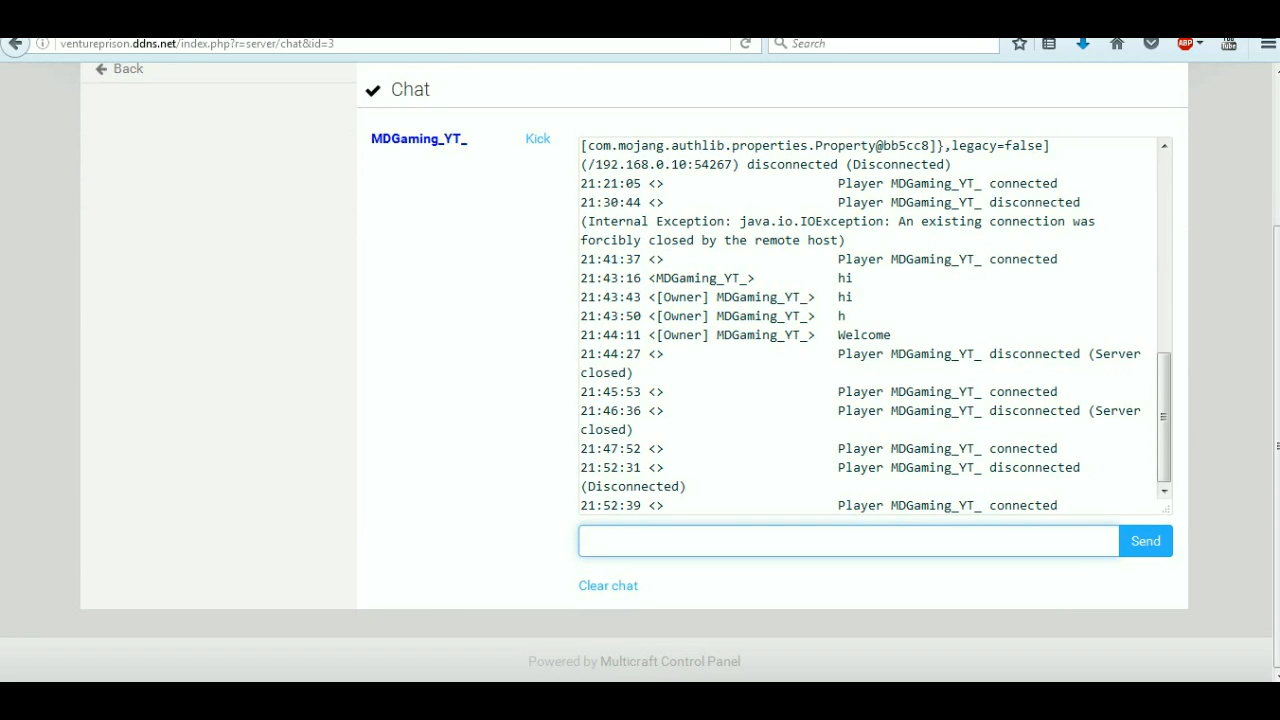 ventureprison.ddns.net/index.php?r=server/chat&id=3
Search
ABP
You Tube
Back
Chat
MDGaming_YT_ Kick
[com.mojang.authlib.properties.Property@bb5cc8]},legacy=false]
(/192.168.0.10:54267) disconnected (Disconnected)
21:21:05 <> Player MDGaming_YT_ connected
21:30:44 <> Player MDGaming_YT_ disconnected
(Internal Exception: java.io.IOException: An existing connection was
forcibly closed by the remote host)
21:41:37 <> Player MDGaming_YT_ connected
21:43:16 <MDGaming_YT_> hi
21:43:43 <[Owner] MDGaming_YT_> hi
21:43:50 <[Owner] MDGaming_YT_> h
21:44:11 <[Owner] MDGaming_YT_> Welcome
21:44:27 <> Player MDGaming_YT_ disconnected (Server
closed)
21:45:53 <> Player MDGaming_YT_ connected
21:46:36 <> Player MDGaming_YT_ disconnected (Server
closed)
21:47:52 <> Player MDGaming_YT_ connected
21:52:31 <> Player MDGaming_YT_ disconnected
(Disconnected)
21:52:39 <> Player MDGaming_YT_ connected
Send
Clear chat
Powered by Multicraft Control Panel